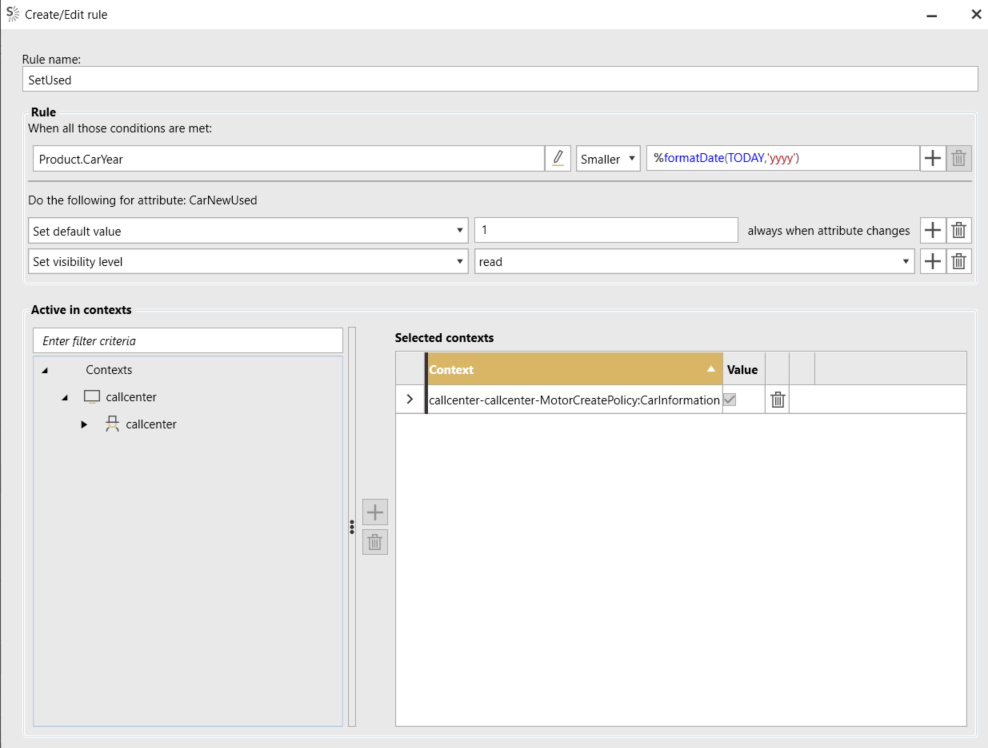 Create/Edit rule
Rule name:
SetUsed
Rule
When all those conditions are met:
Product.CarYear Smaller %formatDate(TODAY,'yyyy')
Do the following for attribute: CarNewUsed
Set default value 1 always when attribute changes
Set visibility level read
Active in contexts
Enter filter criteria
Contexts
callcenter
callcenter
Selected contexts
Context Value
callcenter-callcenter-MotorCreatePolicy:CarInformation